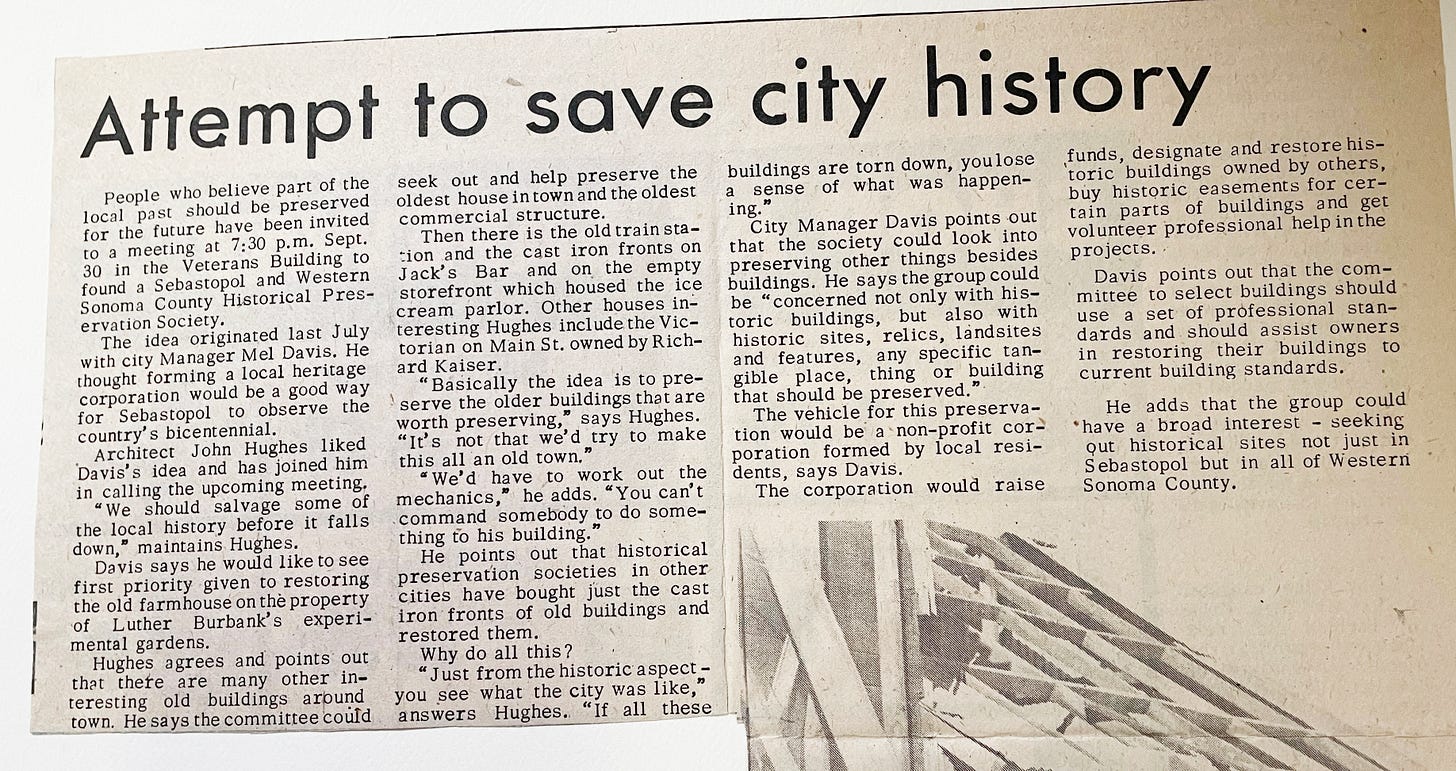 Attempt to save city history
People who believe part of the
local past should be preserved
for the future have been invited
to a meeting at 7:30 p.m. Sept.
30 in the Veterans Building to
found a Sebastopol and Western
Sonoma County Historical Pres-
ervation Society.
The idea originated last July
with city Manager Mel Davis. He
thought forming a local heritage
corporation would be a good way
for Sebastopol to observe the
country's bicentennial.
Architect John Hughes liked
Davis's idea and has joined him
in calling the upcoming meeting.
"We should salvage some of
the local history before it falls
down," maintains Hughes.
Davis says he would like to see
first priority given to restoring
the old farmhouse on the property
of Luther Burbank's experi-
mental gardens.
Hughes agrees and points out
that there are many other in-
teresting old buildings around
town. He says the committee could
seek out and help preserve the
oldest house in town and the oldest
commercial structure.
Then there is the old train sta-
tion and the cast iron fronts on
Jack's Bar and on the empty
storefront which housed the ice
cream parlor. Other houses in-
teresting Hughes include the Vic-
torian on Main St. owned by Rich-
ard Kaiser.
"Basically the idea is to pre-
serve the older buildings that are
worth preserving," says Hughes.
"It's not that we'd try to make
this all an old town."
"We'd have to work out the
mechanics," he adds. "You can't
command somebody to do some-
thing to his building."
He points out that historical
preservation societies in other
cities have bought just the cast
iron fronts of old buildings and
restored them.
Why do all this?
"Just from the historic aspect-
you see what the city was like,"
answers Hughes. "If all these
buildings are torn down, you lose
a sense of what was happen-
ing."
City Manager Davis points out
that the society could look into
preserving other things besides
buildings. He says the group could
be "concerned not only with his-
toric buildings, but also with
historic sites, relics, landsites
and features, any specific tan-
gible place, thing or building
that should be preserved."
The vehicle for this preserva-
tion would be a non-profit cor-
poration formed by local resi-
dents, says Davis.
The corporation would raise
funds, designate and restore his-
toric buildings owned by others,
buy historic easements for cer-
tain parts of buildings and get
volunteer professional help in the
projects.
Davis points out that the com-
mittee to select buildings should
use a set of professional stan-
dards and should assist owners
in restoring their buildings to
current building standards.
He adds that the group could
have a broad interest - seeking
out historical sites not just in
Sebastopol but in all of Western
Sonoma County.